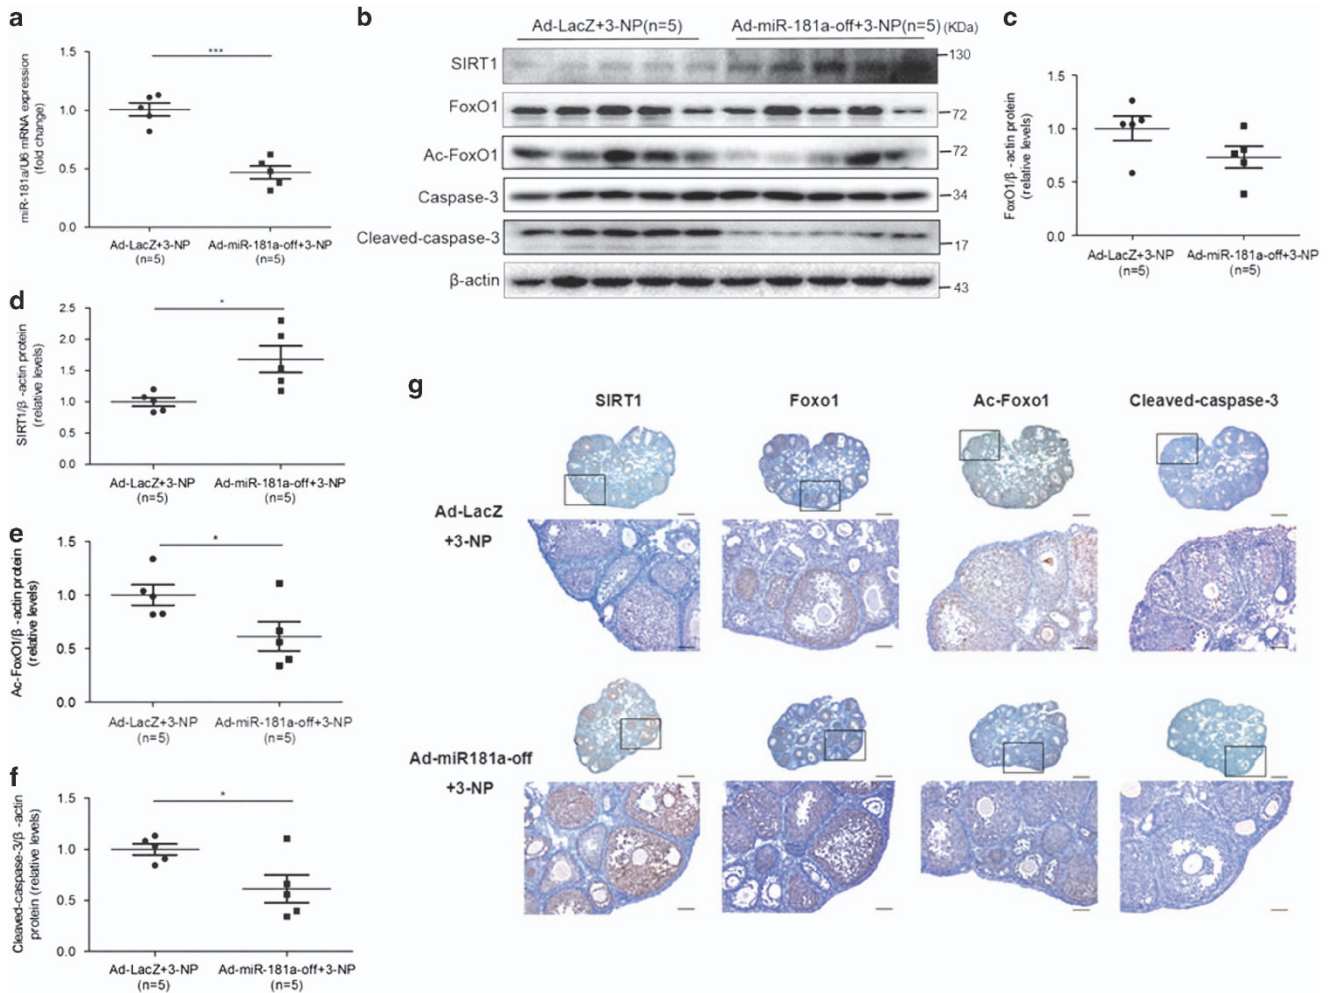 a
miR-181a/U6 mRNA expression
(fold change)
1.5
1.0
0.5
0.0
***
Ad-LacZ+3-NP
(n=5)
Ad-miR-181a-off+3-NP
(n=5)
b
Ad-LacZ+3-NP(n=5)
Ad-miR-181a-off+3-NP(n=5) (KDa)
SIRT1
130
FoxO1
72
Ac-FoxO1
72
Caspase-3
34
Cleaved-caspase-3
17
β-actin
43
c
FoxO1/β -actin protein
(relative levels)
1.5
1.0
0.5
0.0
Ad-LacZ+3-NP
(n=5)
Ad-miR-181a-off+3-NP
(n=5)
d
SIRT1/β -actin protein
(relative levels)
2.5
2.0
1.5
1.0
0.5
0.0
*
Ad-LacZ+3-NP
(n=5)
Ad-miR-181a-off+3-NP
(n=5)
e
Ac-FoxO1/β -actin protein
(relative levels)
1.5
1.0
0.5
0.0
*
Ad-LacZ+3-NP
(n=5)
Ad-miR-181a-off+3-NP
(n=5)
f
Cleaved-caspase-3/β -actin
protein (relative levels)
1.5
1.0
0.5
0.0
*
Ad-LacZ+3-NP
(n=5)
Ad-miR-181a-off+3-NP
(n=5)
g
SIRT1
Foxo1
Ac-Foxo1
Cleaved-caspase-3
Ad-LacZ
+3-NP
Ad-miR181a-off
+3-NP